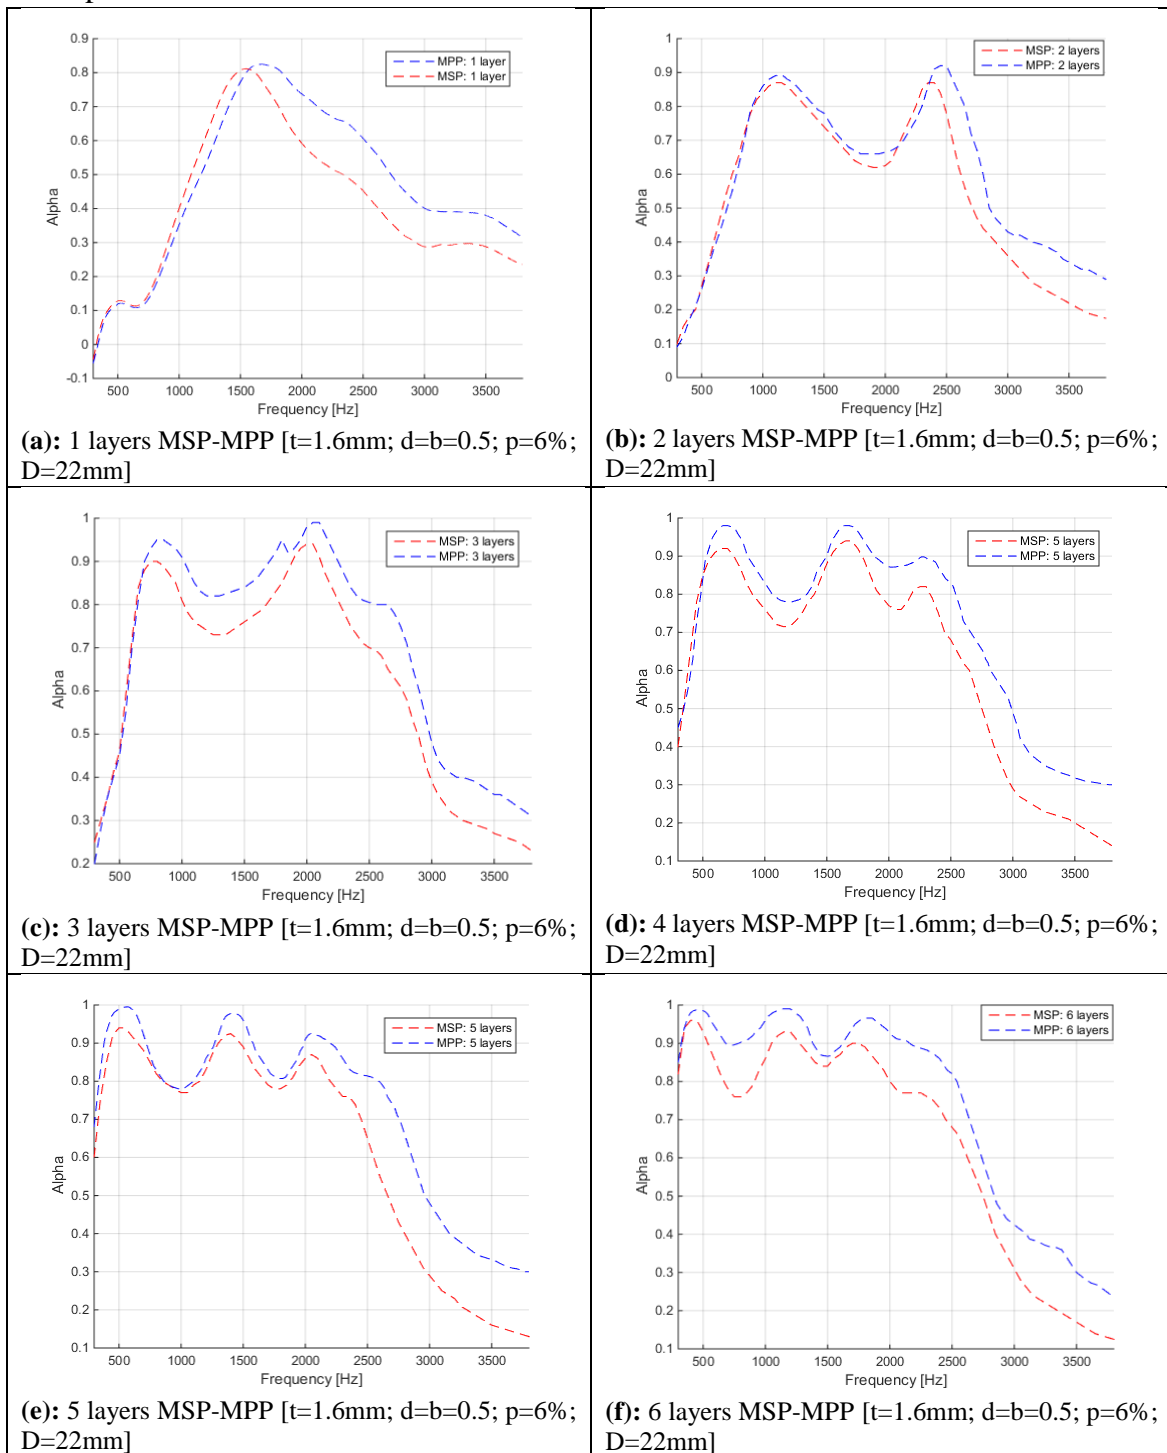 0.9
0.8
0.7
0.6
0.5
0.4
0.3
0.2
0.1
0
-0.1
Alpha
MPP: 1 layer
MSP: 1 layer
500 1000 1500 2000 2500 3000 3500
Frequency [Hz]
(a): 1 layers MSP-MPP [t=1.6mm; d=b=0.5; p=6%;
D=22mm]
1
0.9
0.8
0.7
0.6
0.5
0.4
0.3
0.2
0.1
0
Alpha
MSP: 2 layers
MPP: 2 layers
500 1000 1500 2000 2500 3000 3500
Frequency [Hz]
(b): 2 layers MSP-MPP [t=1.6mm; d=b=0.5; p=6%;
D=22mm]
1
0.9
0.8
0.7
0.6
0.5
0.4
0.3
0.2
Alpha
MSP: 3 layers
MPP: 3 layers
500 1000 1500 2000 2500 3000 3500
Frequency [Hz]
(c): 3 layers MSP-MPP [t=1.6mm; d=b=0.5; p=6%;
D=22mm]
1
0.9
0.8
0.7
0.6
0.5
0.4
0.3
0.2
0.1
Alpha
MSP: 5 layers
MPP: 5 layers
500 1000 1500 2000 2500 3000 3500
Frequency [Hz]
(d): 4 layers MSP-MPP [t=1.6mm; d=b=0.5; p=6%;
D=22mm]
1
0.9
0.8
0.7
0.6
0.5
0.4
0.3
0.2
0.1
Alpha
MSP: 5 layers
MPP: 5 layers
500 1000 1500 2000 2500 3000 3500
Frequency [Hz]
(e): 5 layers MSP-MPP [t=1.6mm; d=b=0.5; p=6%;
D=22mm]
1
0.9
0.8
0.7
0.6
0.5
0.4
0.3
0.2
0.1
Alpha
MSP: 6 layers
MPP: 6 layers
500 1000 1500 2000 2500 3000 3500
Frequency [Hz]
(f): 6 layers MSP-MPP [t=1.6mm; d=b=0.5; p=6%;
D=22mm]